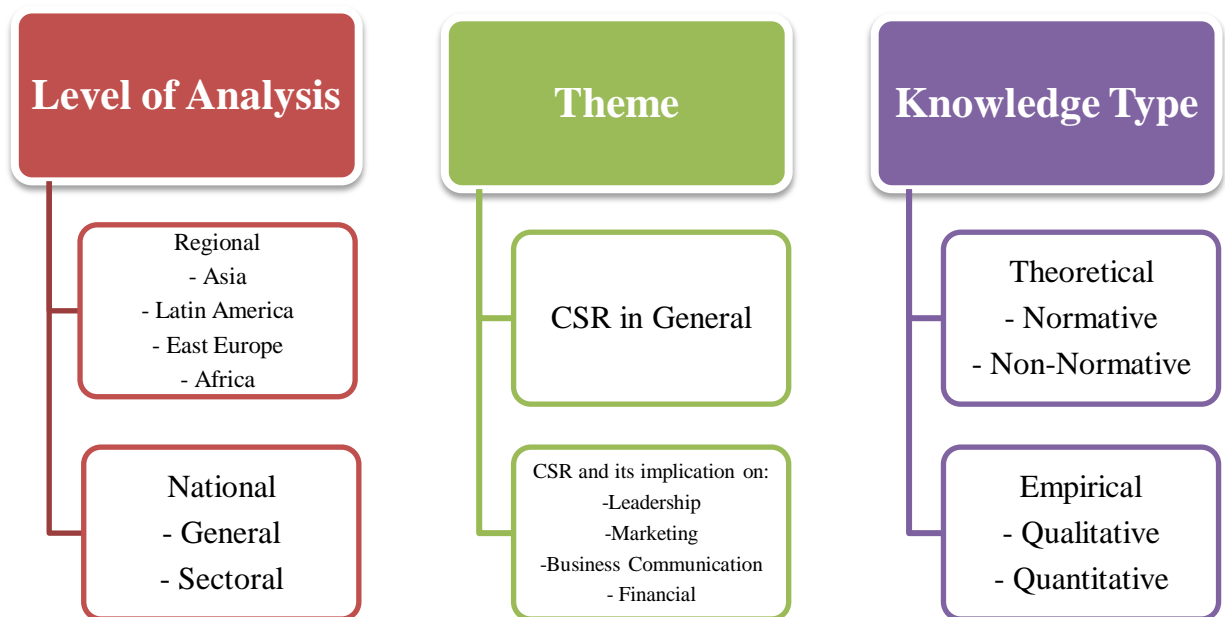 Level of Analysis
Regional
- Asia
- Latin America
- East Europe
- Africa
National
- General
- Sectoral
Theme
CSR in General
CSR and its implication on:
-Leadership
-Marketing
-Business Communication
- Financial
Knowledge Type
Theoretical
- Normative
- Non-Normative
Empirical
- Qualitative
- Quantitative